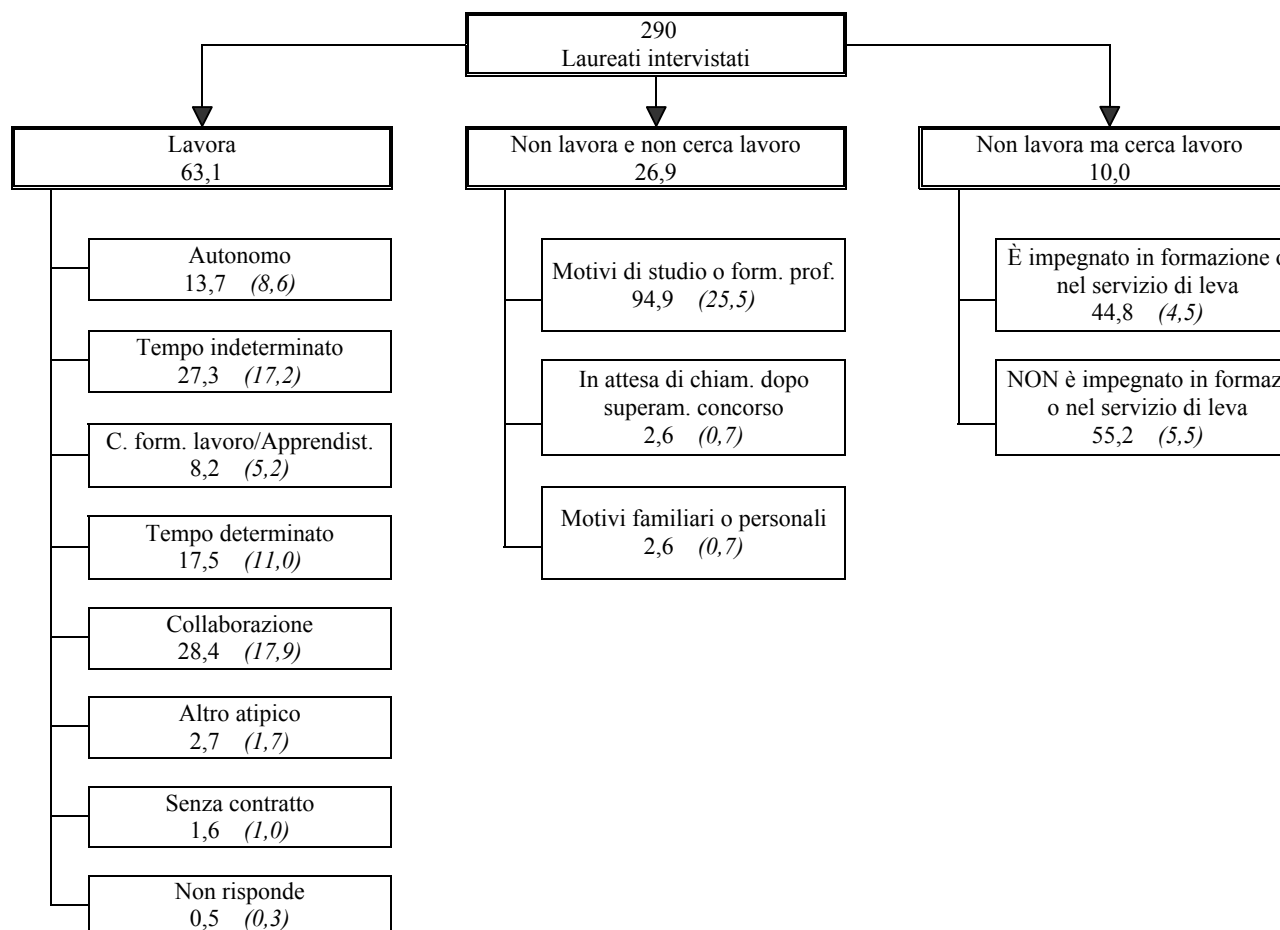 290
Laureati intervistati
Lavora
63,1
Autonomo
13,7 (8,6)
Tempo indeterminato
27,3 (17,2)
C. form. lavoro/Apprendist.
8,2 (5,2)
Tempo determinato
17,5 (11,0)
Collaborazione
28,4 (17,9)
Altro atipico
2,7 (1,7)
Senza contratto
1,6 (1,0)
Non risponde
0,5 (0,3)
Non lavora e non cerca lavoro
26,9
Motivi di studio o form. prof.
94,9 (25,5)
In attesa di chiam. dopo
superam. concorso
2,6 (0,7)
Motivi familiari o personali
2,6 (0,7)
Non lavora ma cerca lavoro
10,0
È impegnato in formazione
nel servizio di leva
44,8 (4,5)
NON è impegnato in
o nel servizio di leva
55,2 (5,5)